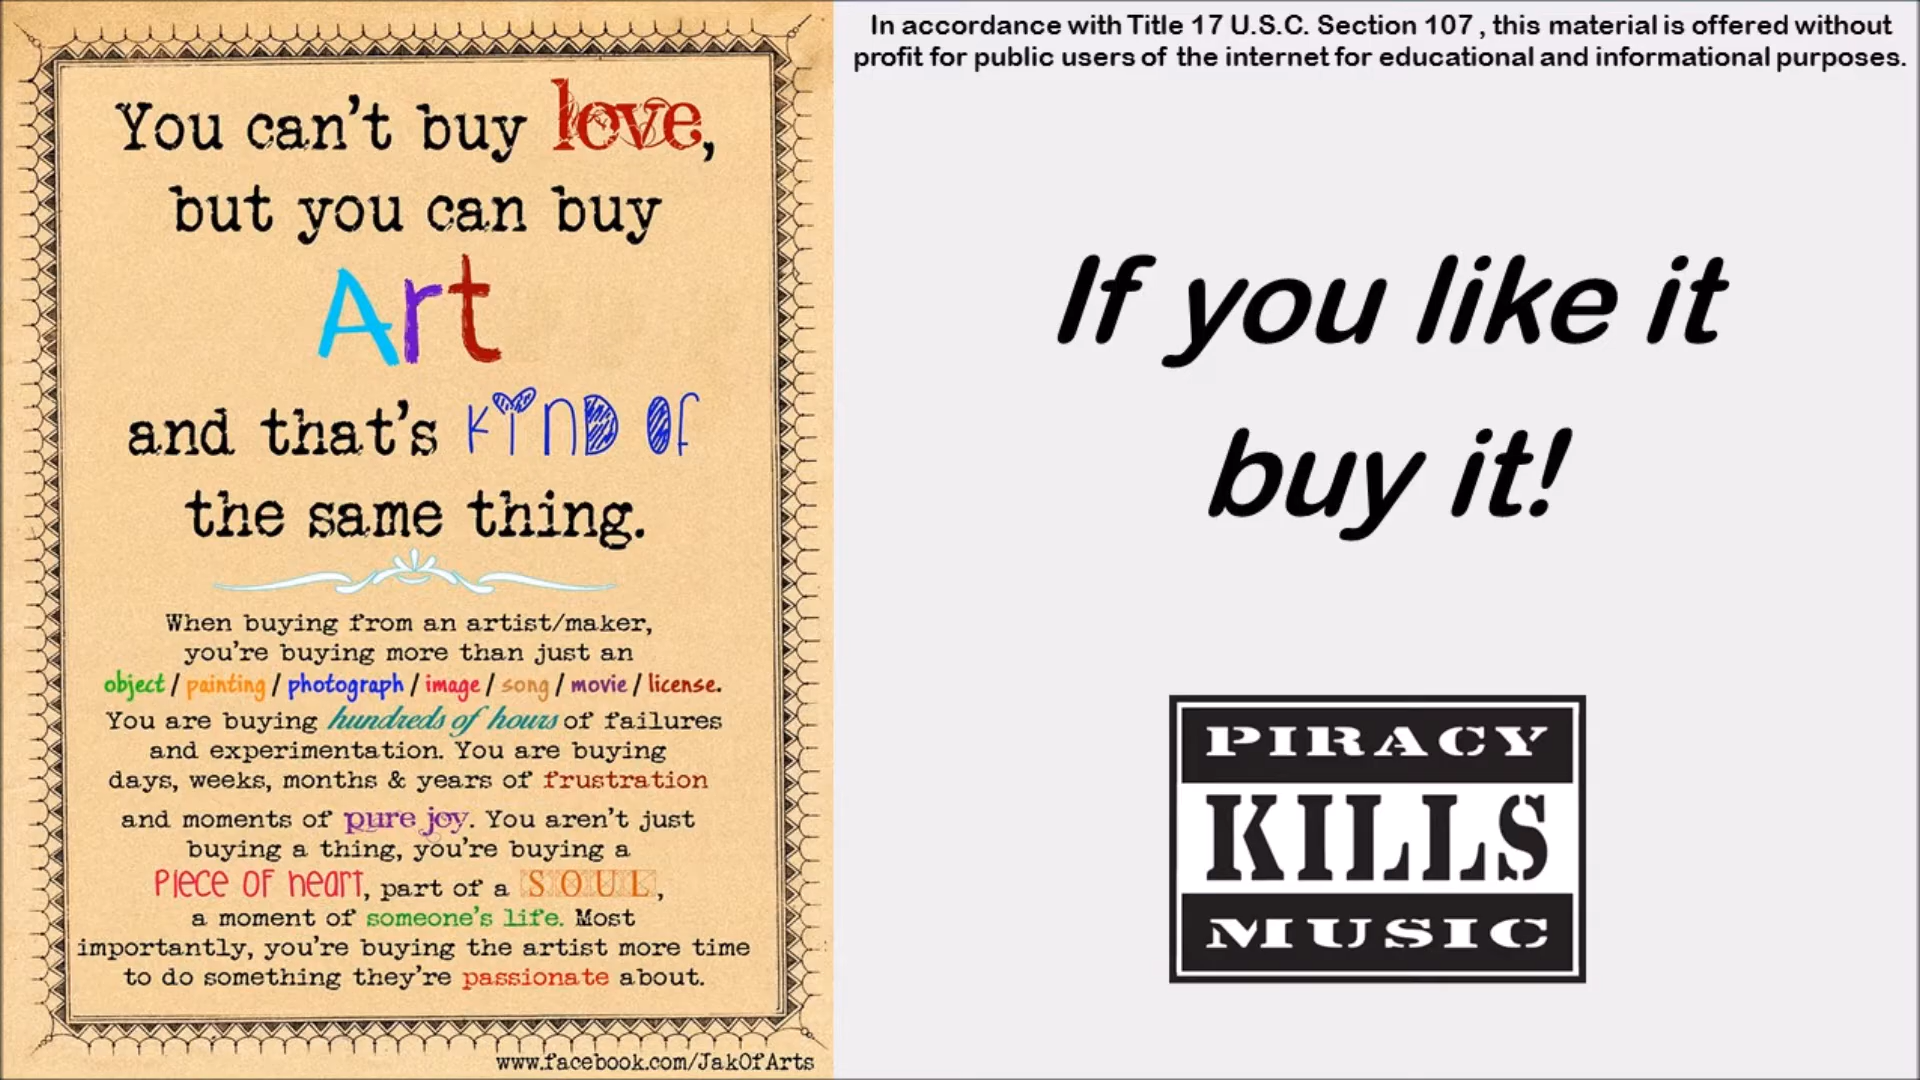 You can't buy love,
but you can buy
Art
and that's kind of
the same thing.
When buying from an artist/maker,
you're buying more than just an
object / painting / photograph / image / song / movie / license.
You are buying hundreds of hours of failures
and experimentation. You are buying
days, weeks, months & years of frustration
and moments of pure joy. You aren't just
buying a thing, you're buying a
Piece of heart, part of a SOUL,
a moment of someone's life. Most
importantly, you're buying the artist more time
to do something they're passionate about.
www.facebook.com/JakOfArts
In accordance with Title 17 U.S.C. Section 107, this material is offered without
profit for public users of the internet for educational and informational purposes.
If you like it
buy it!
PIRACY
KILLS
MUSIC